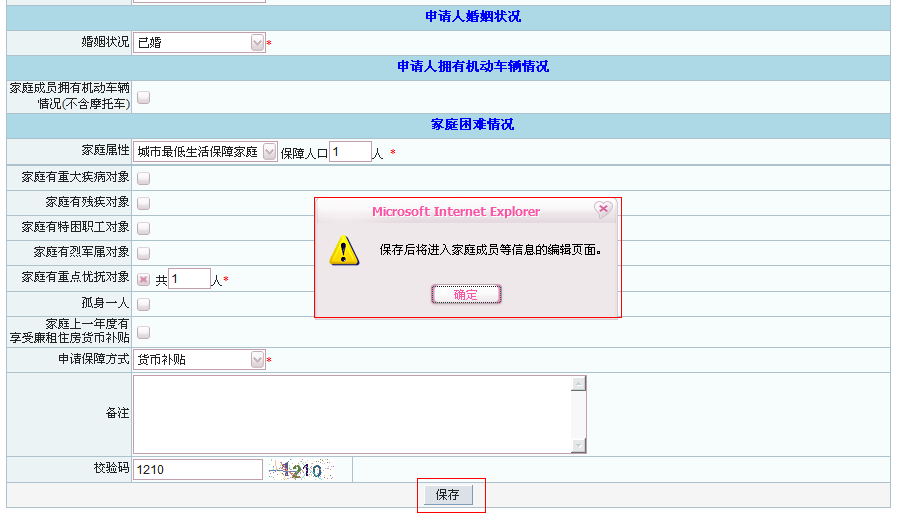 申请人婚姻状况
婚姻状况 已婚 *
申请人拥有机动车辆情况
家庭成员拥有机动车辆
情况(不含摩托车)
家庭困难情况
家庭属性 城市最低生活保障家庭 保障人口 1 人 *
家庭有重大疾病对象
家庭有残疾对象
家庭有特困职工对象
家庭有烈军属对象
家庭有重点优抚对象 共 1 人*
孤身一人
家庭上一年度有
享受廉租住房货币补贴
申请保障方式 货币补贴 *
备注
校验码 1210 1210
保存
Microsoft Internet Explorer
保存后将进入家庭成员等信息的编辑页面。
确定